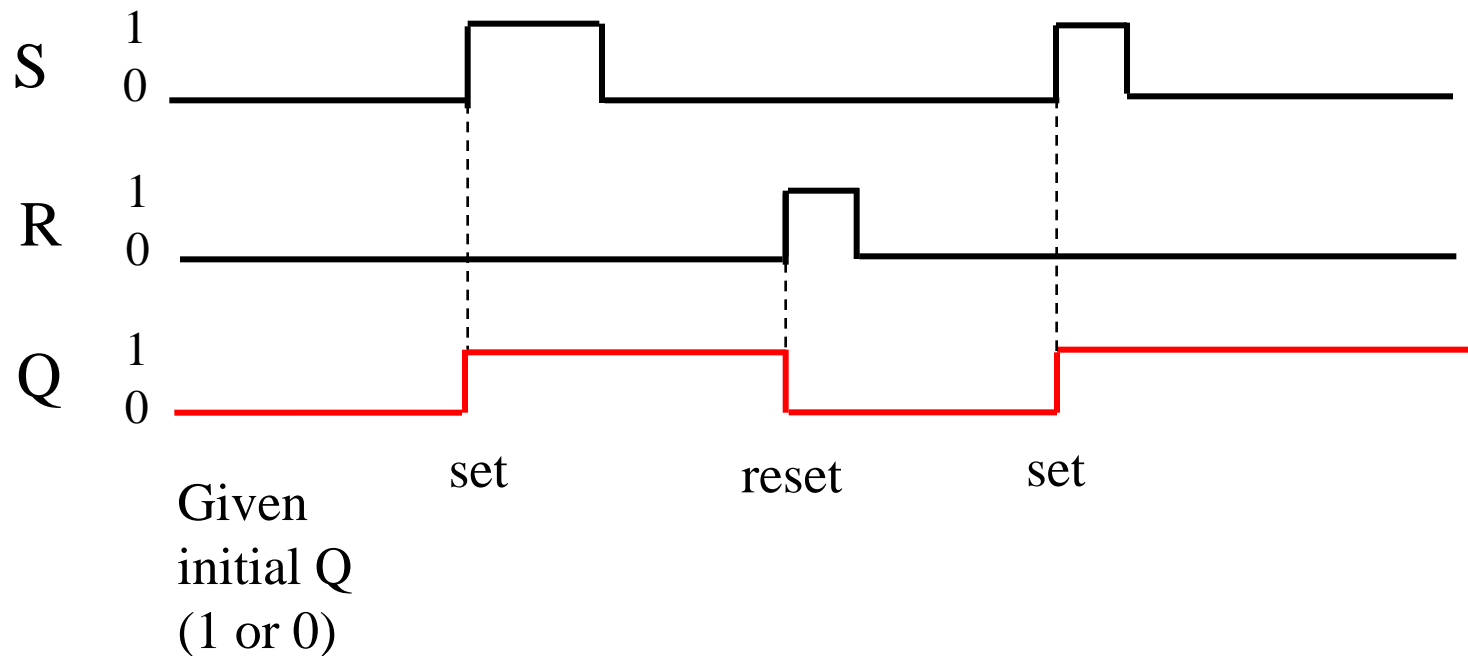 S 1
0
R 1
0
Q 1
0
set reset set
Given
initial Q
(1 or 0)